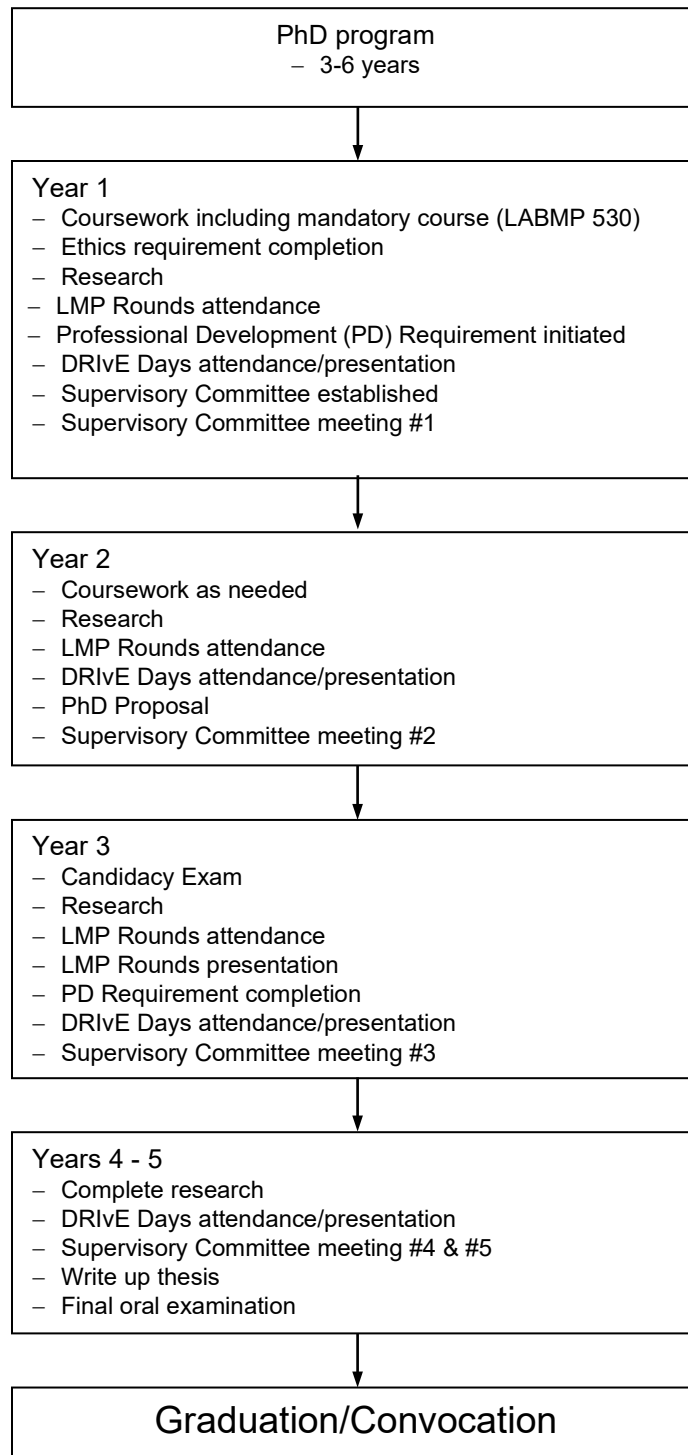 PhD program
– 3-6 years
Year 1
– Coursework including mandatory course (LABMP 530)
– Ethics requirement completion
– Research
– LMP Rounds attendance
– Professional Development (PD) Requirement initiated
– DRIvE Days attendance/presentation
– Supervisory Committee established
– Supervisory Committee meeting #1
Year 2
– Coursework as needed
– Research
– LMP Rounds attendance
– DRIvE Days attendance/presentation
– PhD Proposal
– Supervisory Committee meeting #2
Year 3
– Candidacy Exam
– Research
– LMP Rounds attendance
– LMP Rounds presentation
– PD Requirement completion
– DRIvE Days attendance/presentation
– Supervisory Committee meeting #3
Years 4 - 5
– Complete research
– DRIvE Days attendance/presentation
– Supervisory Committee meeting #4 & #5
– Write up thesis
– Final oral examination
Graduation/Convocation